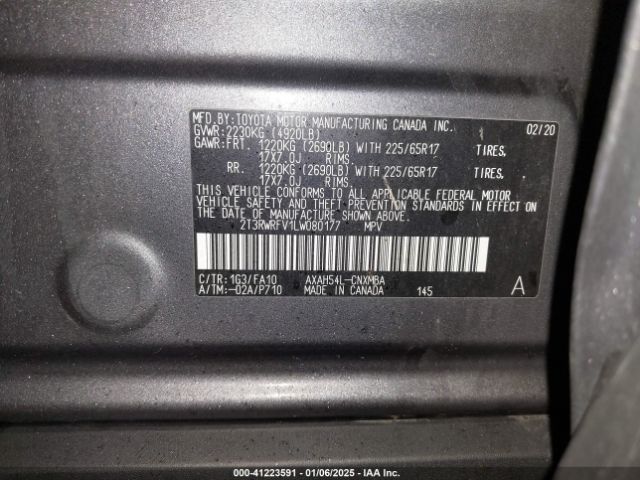 MFD.BY:TOYOTA MOTOR MANUFACTURING CANADA INC. 02/20
GVWR:2230KG (4920LB)
GAWR:FRT. 1220KG (2690LB) WITH 225/65R17 TIRES,
17X7.0J RIMS,
RR. 1220KG (2690LB) WITH 225/65R17 TIRES,
17X7.0J RIMS.
THIS VEHICLE CONFORMS TO ALL APPLICABLE FEDERAL MOTOR
VEHICLE SAFETY AND THEFT PREVENTION STANDARDS IN EFFECT
ON THE DATE OF MANUFACTURE SHOWN ABOVE.
2T3RWRFV1LW080177 MPV
C/TR:1G3/FA10 AXAH54L-CNXMBA
A/TM:-02A/P710 MADE IN CANADA 145 A
000-41223591 - 01/06/2025 - IAA Inc.